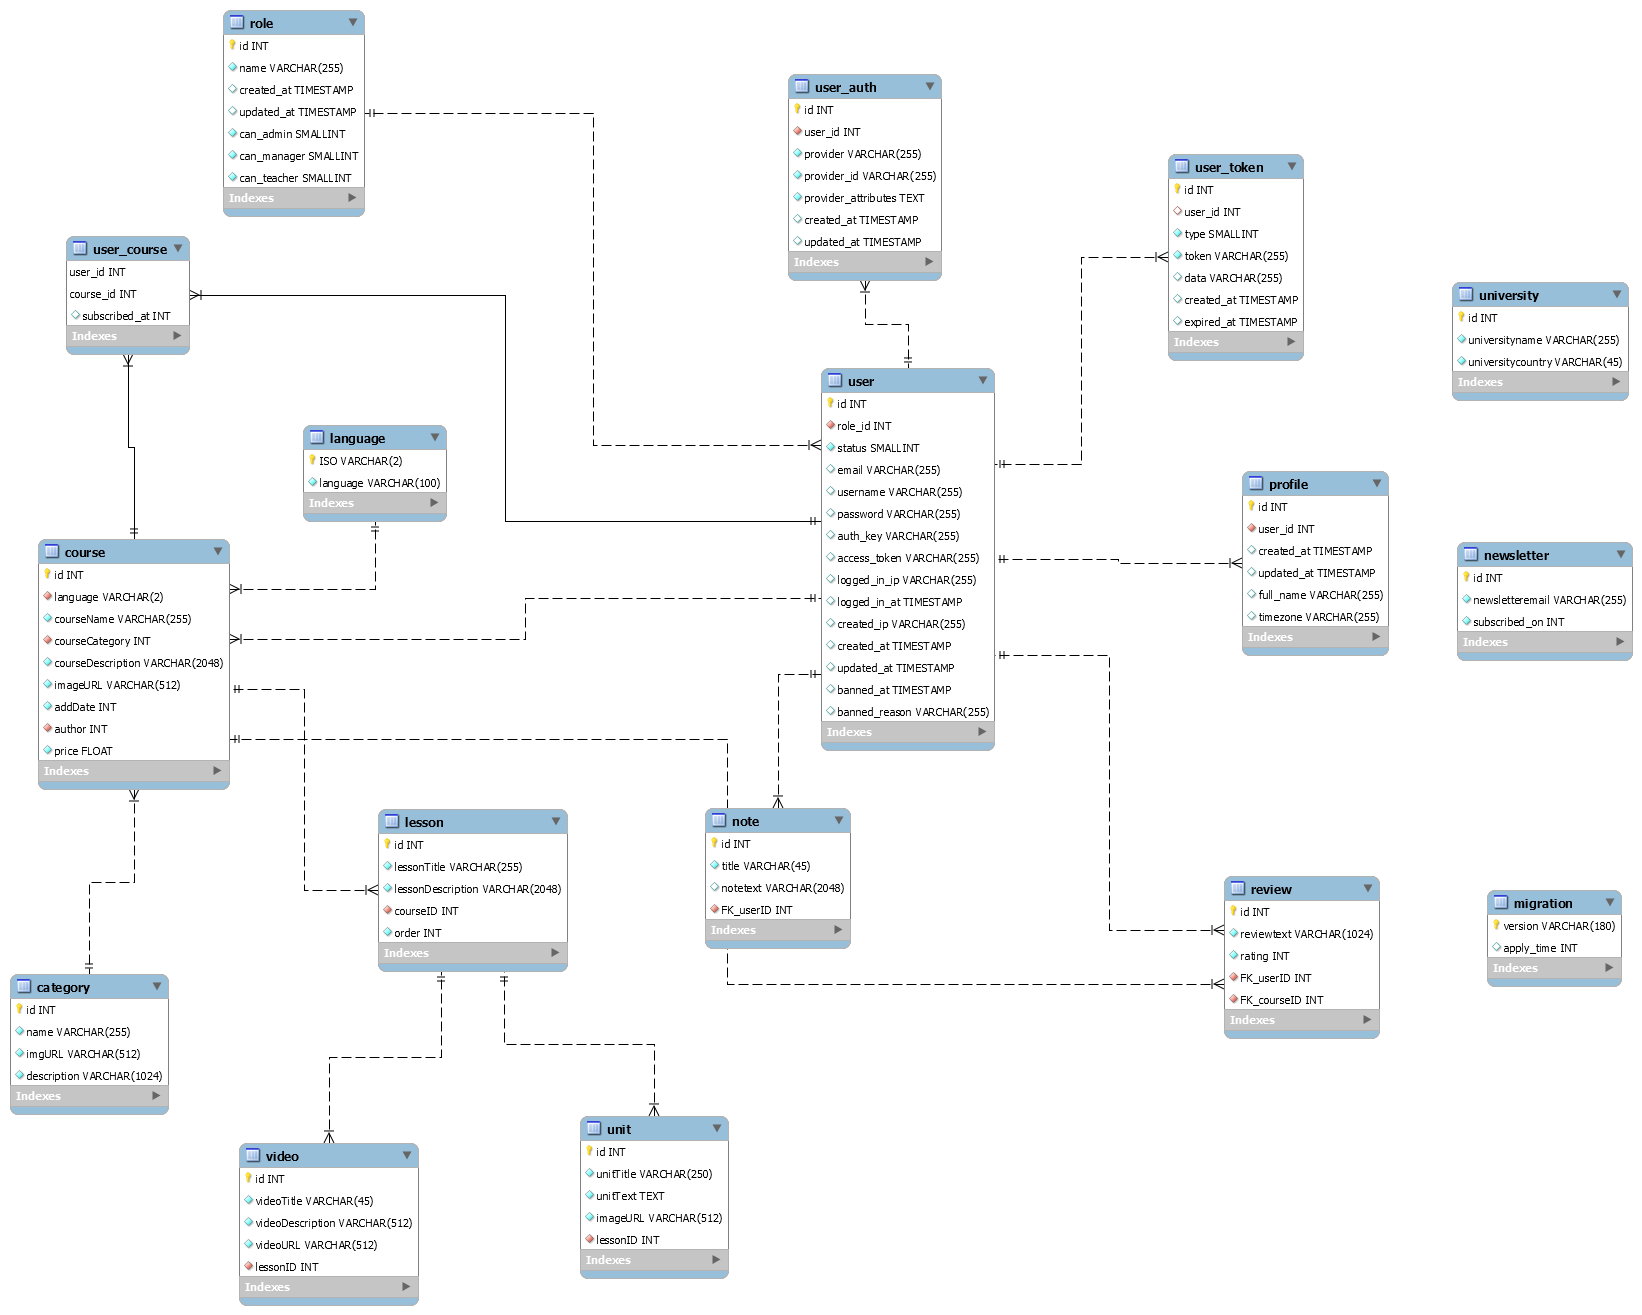 role
id INT
name VARCHAR(255)
created_at TIMESTAMP
updated_at TIMESTAMP
can_admin SMALLINT
can_manager SMALLINT
can_teacher SMALLINT
Indexes
user_auth
id INT
user_id INT
provider VARCHAR(255)
provider_id VARCHAR(255)
provider_attributes TEXT
created_at TIMESTAMP
updated_at TIMESTAMP
Indexes
user_token
id INT
user_id INT
type SMALLINT
token VARCHAR(255)
data VARCHAR(255)
created_at TIMESTAMP
expired_at TIMESTAMP
Indexes
user_course
user_id INT
course_id INT
subscribed_at INT
Indexes
university
id INT
universityname VARCHAR(255)
universitycountry VARCHAR(45)
Indexes
user
id INT
role_id INT
status SMALLINT
email VARCHAR(255)
username VARCHAR(255)
password VARCHAR(255)
auth_key VARCHAR(255)
access_token VARCHAR(255)
logged_in_ip VARCHAR(255)
logged_in_at TIMESTAMP
created_ip VARCHAR(255)
created_at TIMESTAMP
updated_at TIMESTAMP
banned_at TIMESTAMP
banned_reason VARCHAR(255)
Indexes
language
ISO VARCHAR(2)
language VARCHAR(100)
Indexes
profile
id INT
user_id INT
created_at TIMESTAMP
updated_at TIMESTAMP
full_name VARCHAR(255)
timezone VARCHAR(255)
Indexes
course
id INT
language VARCHAR(2)
courseName VARCHAR(255)
courseCategory INT
courseDescription VARCHAR(2048)
imageURL VARCHAR(512)
addDate INT
author INT
price FLOAT
Indexes
newsletter
id INT
newsletteremail VARCHAR(255)
subscribed_on INT
Indexes
lesson
id INT
lessonTitle VARCHAR(255)
lessonDescription VARCHAR(2048)
courseID INT
order INT
Indexes
note
id INT
title VARCHAR(45)
notetext VARCHAR(2048)
FK_userID INT
Indexes
review
id INT
reviewtext VARCHAR(1024)
rating INT
FK_userID INT
FK_courseID INT
Indexes
migration
version VARCHAR(180)
apply_time INT
Indexes
category
id INT
name VARCHAR(255)
imgURL VARCHAR(512)
description VARCHAR(1024)
Indexes
video
id INT
videoTitle VARCHAR(45)
videoDescription VARCHAR(512)
videoURL VARCHAR(512)
lessonID INT
Indexes
unit
id INT
unitTitle VARCHAR(250)
unitText TEXT
imageURL VARCHAR(512)
lessonID INT
Indexes